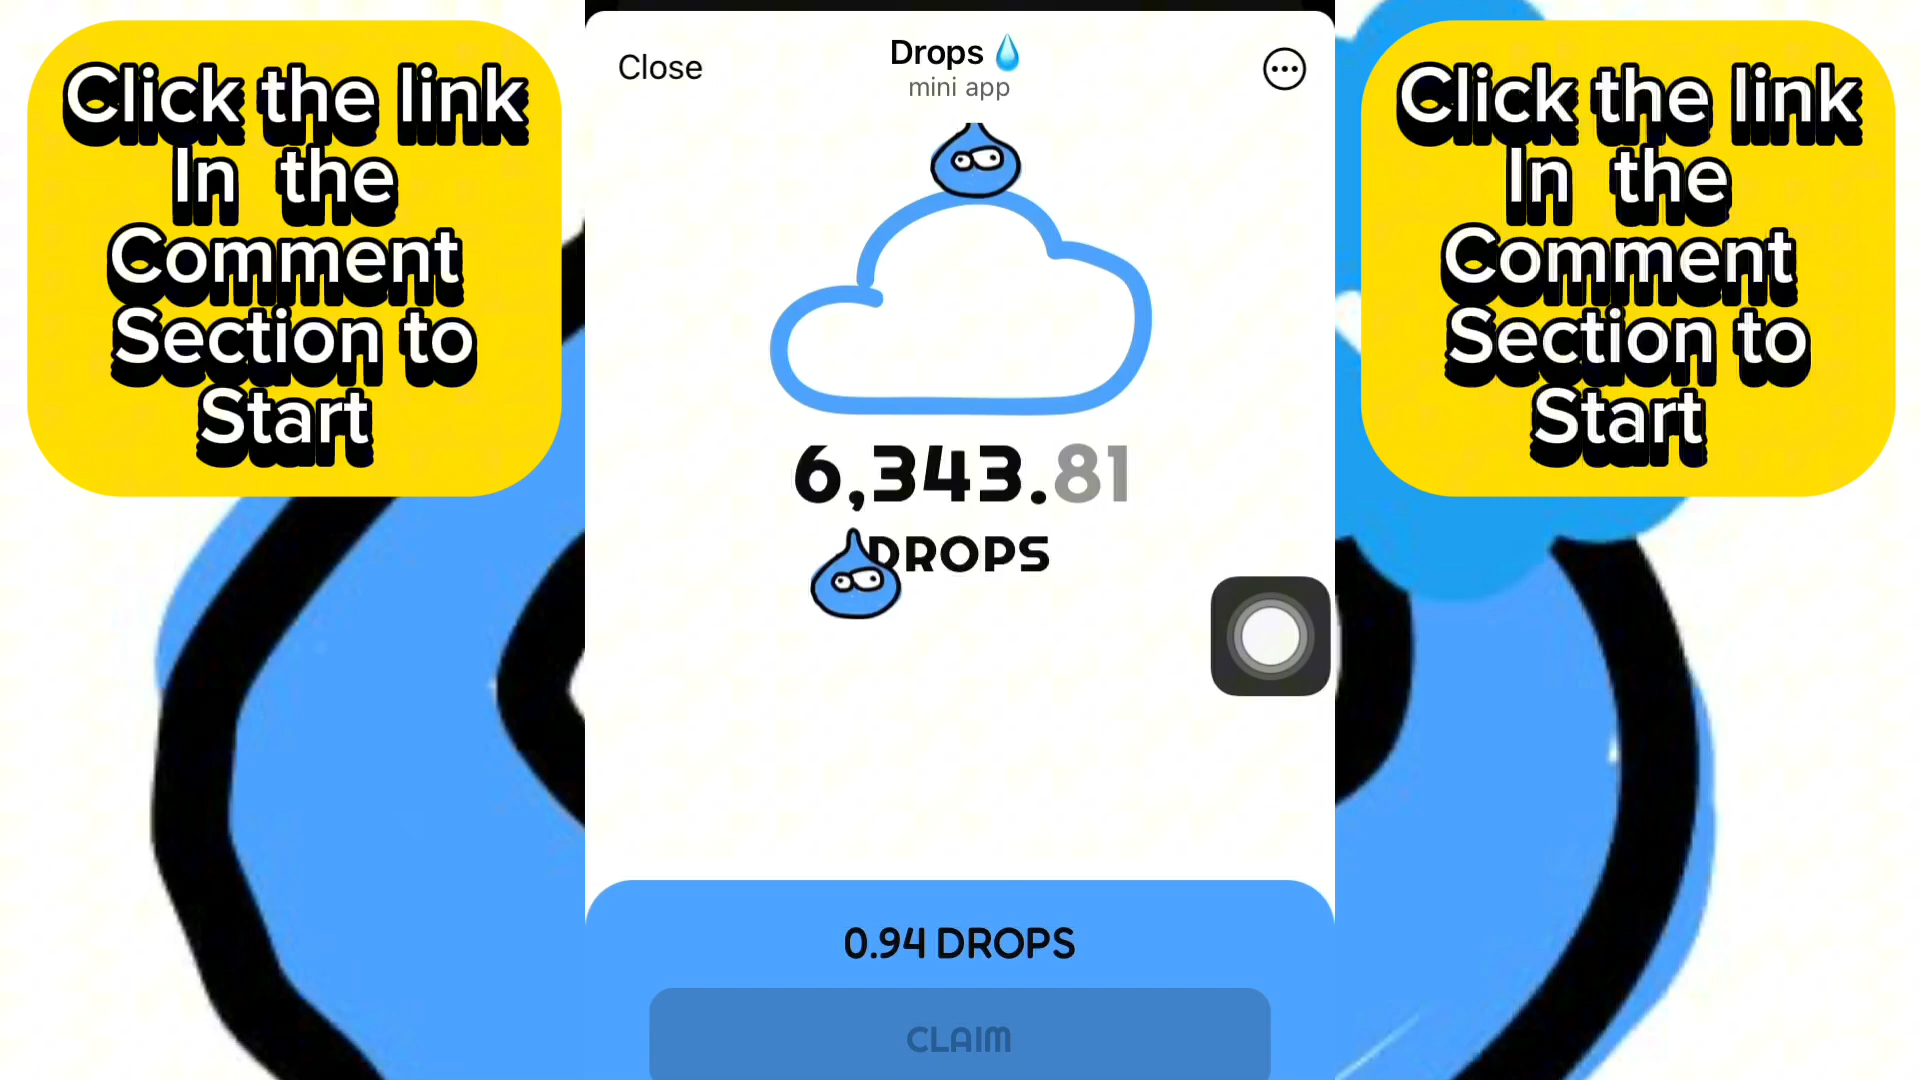 Click the link
In the
Comment
Section to
Start
Close
Drops 💧
mini app
6,343.81
DROPS
0.94 DROPS
CLAIM
Click the link
In the
Comment
Section to
Start